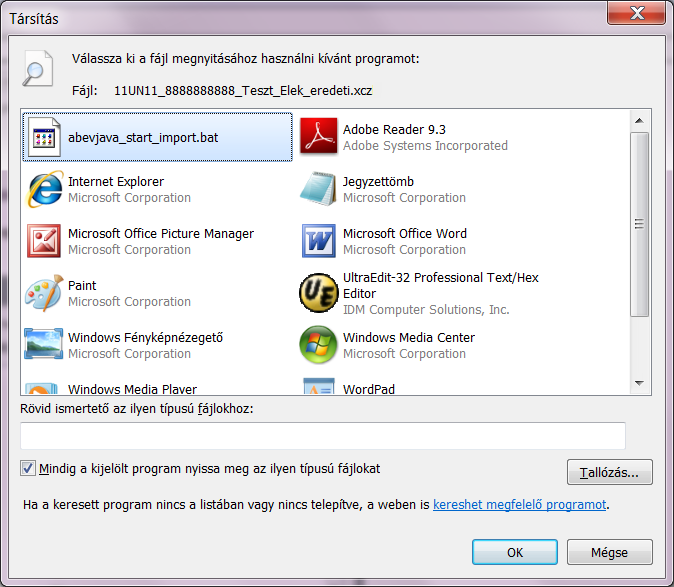 Társítás
Válassza ki a fájl megnyitásához használni kívánt programot:
Fájl: 11UN11_8888888888_Teszt_Elek_eredeti.xcz
abevjava_start_import.bat
Adobe Reader 9.3
Adobe Systems Incorporated
Internet Explorer
Microsoft Corporation
Jegyzettömb
Microsoft Corporation
Microsoft Office Picture Manager
Microsoft Corporation
Microsoft Office Word
Microsoft Corporation
Paint
Microsoft Corporation
UltraEdit-32 Professional Text/Hex
Editor
IDM Computer Solutions, Inc.
Windows Fényképnézegető
Microsoft Corporation
Windows Media Center
Microsoft Corporation
Windows Media Player
WordPad
Rövid ismertető az ilyen típusú fájlokhoz:
Mindig a kijelölt program nyissa meg az ilyen típusú fájlokat
Tallózás...
Ha a keresett program nincs a listában vagy nincs telepítve, a weben is kereshet megfelelő programot.
OK
Mégse